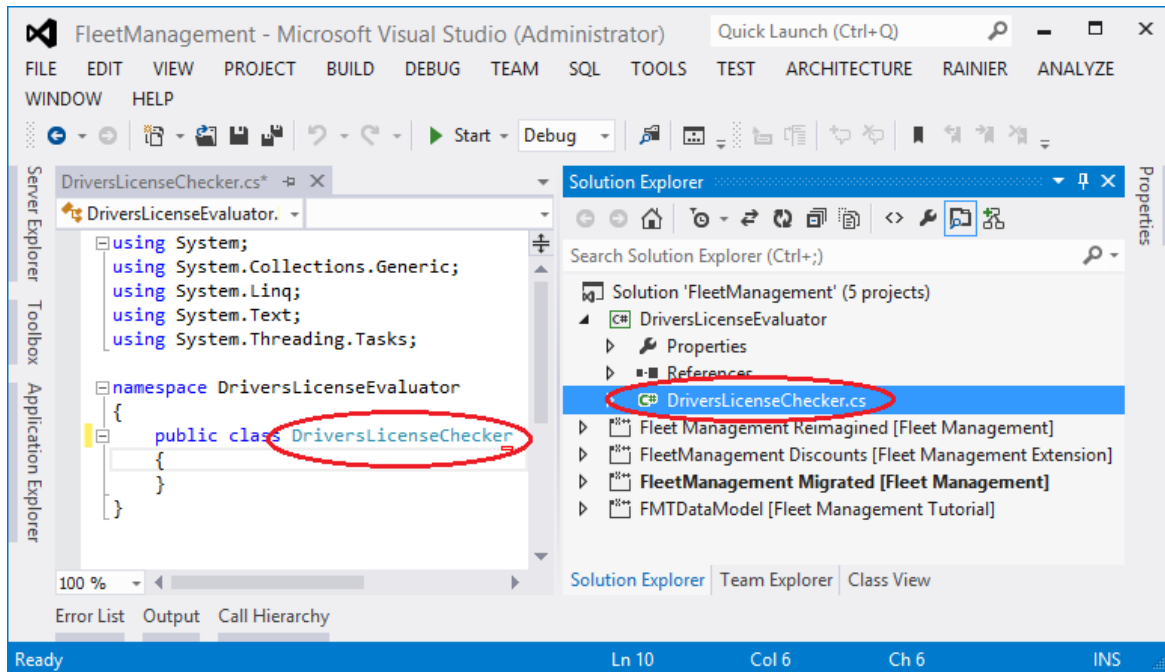 FleetManagement - Microsoft Visual Studio (Administrator)
Quick Launch (Ctrl+Q)
FILE EDIT VIEW PROJECT BUILD DEBUG TEAM SQL TOOLS TEST ARCHITECTURE RAINIER ANALYZE
WINDOW HELP
Start Debug
Server Explorer
Toolbox
Application Explorer
DriversLicenseChecker.cs*
DriversLicenseEvaluator.
using System;
using System.Collections.Generic;
using System.Linq;
using System.Text;
using System.Threading.Tasks;
namespace DriversLicenseEvaluator
{
public class DriversLicenseChecker
{
}
}
100 %
Solution Explorer
Search Solution Explorer (Ctrl+;)
Solution 'FleetManagement' (5 projects)
C# DriversLicenseEvaluator
Properties
References
C# DriversLicenseChecker.cs
Fleet Management Reimagined [Fleet Management]
FleetManagement Discounts [Fleet Management Extension]
FleetManagement Migrated [Fleet Management]
FMTDataModel [Fleet Management Tutorial]
Solution Explorer Team Explorer Class View
Properties
Error List Output Call Hierarchy
Ready Ln 10 Col 6 Ch 6 INS